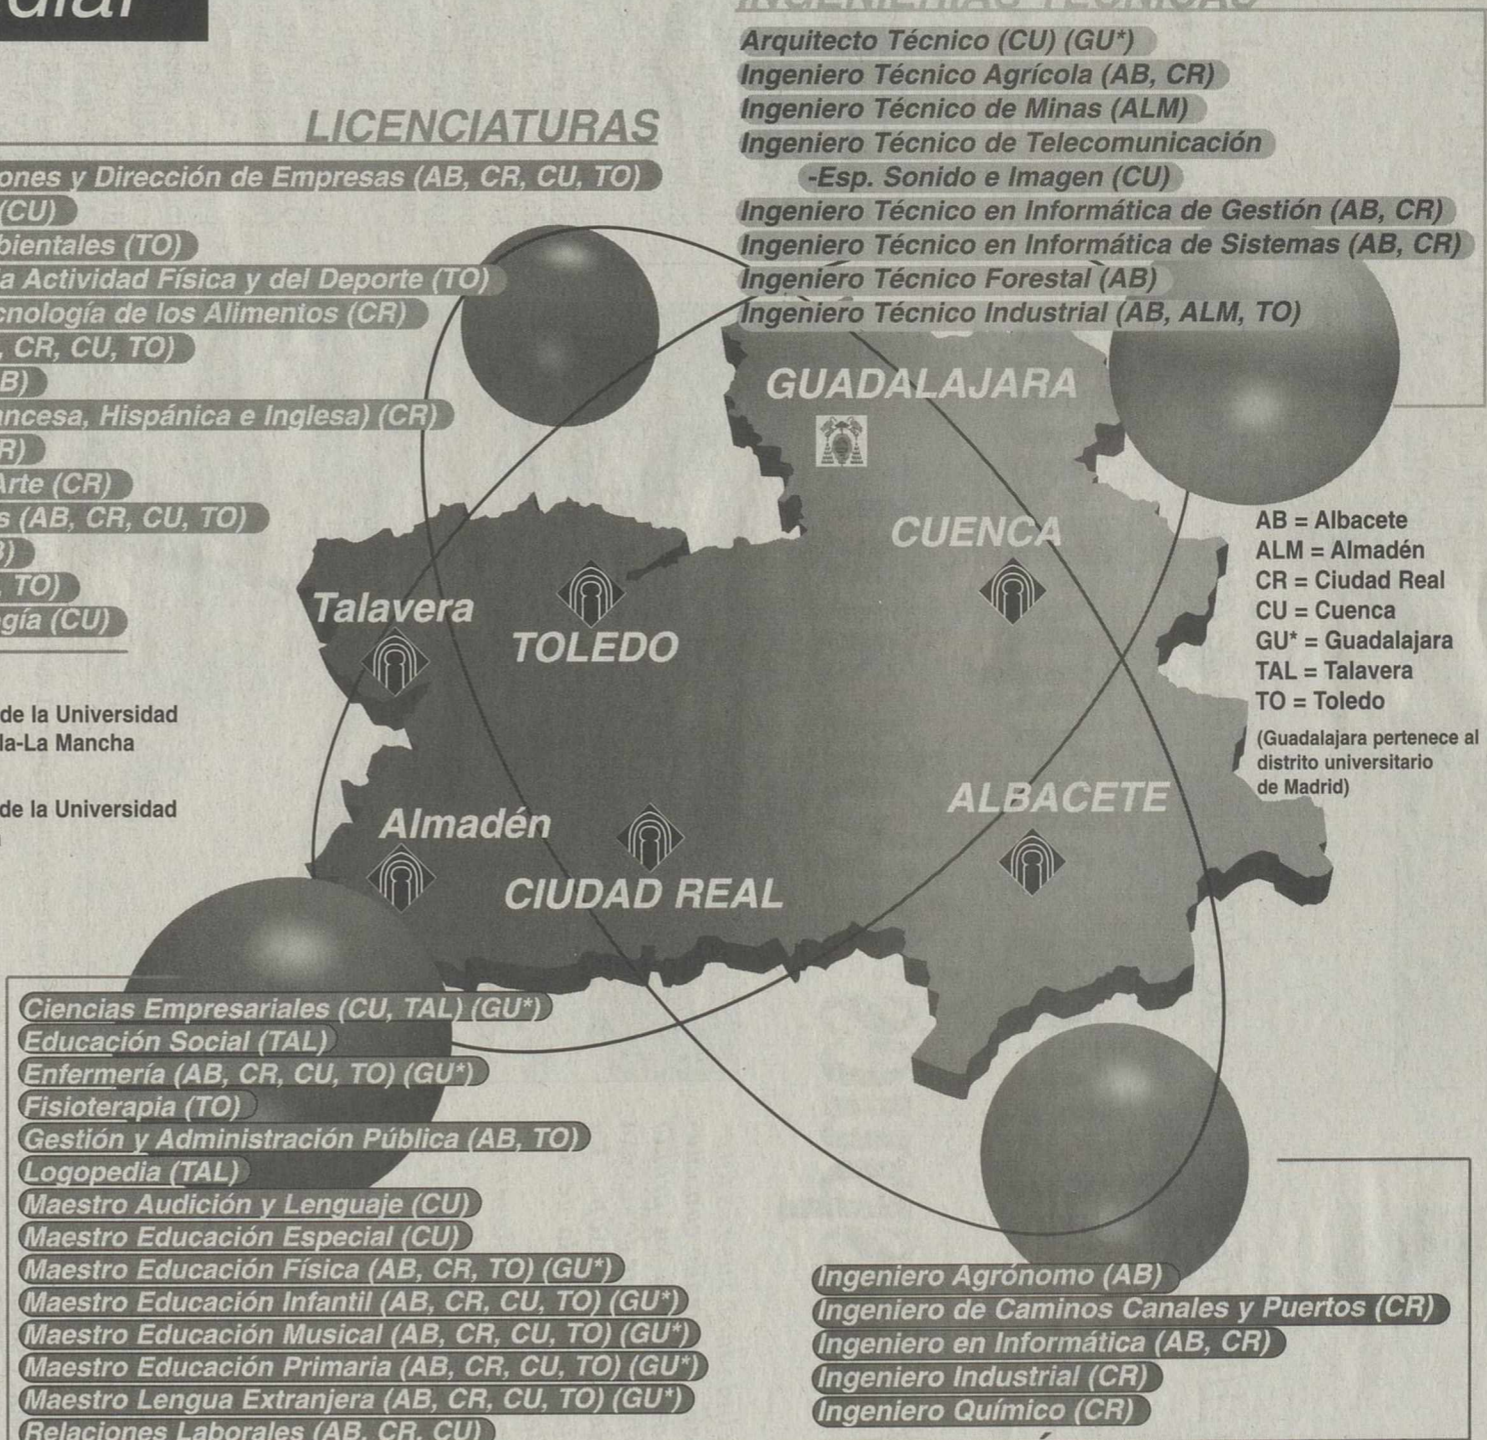 INGENIERÍAS TÉCNICAS
Arquitecto Técnico (CU) (GU*)
Ingeniero Técnico Agrícola (AB, CR)
Ingeniero Técnico de Minas (ALM)
Ingeniero Técnico de Telecomunicación
-Esp. Sonido e Imagen (CU)
Ingeniero Técnico en Informática de Gestión (AB, CR)
Ingeniero Técnico en Informática de Sistemas (AB, CR)
Ingeniero Técnico Forestal (AB)
Ingeniero Técnico Industrial (AB, ALM, TO)
LICENCIATURAS
ones y Dirección de Empresas (AB, CR, CU, TO)
(CU)
bientales (TO)
a Actividad Física y del Deporte (TO)
cnología de los Alimentos (CR)
, CR, CU, TO)
B)
ancesa, Hispánica e Inglesa) (CR)
R)
Arte (CR)
s (AB, CR, CU, TO)
B)
, TO)
gía (CU)
de la Universidad
la-La Mancha
de la Universidad
GUADALAJARA
CUENCA
Talavera
TOLEDO
ALBACETE
Almadén
CIUDAD REAL
AB = Albacete
ALM = Almadén
CR = Ciudad Real
CU = Cuenca
GU* = Guadalajara
TAL = Talavera
TO = Toledo
(Guadalajara pertenece al
distrito universitario
de Madrid)
Ciencias Empresariales (CU, TAL) (GU*)
Educación Social (TAL)
Enfermería (AB, CR, CU, TO) (GU*)
Fisioterapia (TO)
Gestión y Administración Pública (AB, TO)
Logopedia (TAL)
Maestro Audición y Lenguaje (CU)
Maestro Educación Especial (CU)
Maestro Educación Física (AB, CR, TO) (GU*)
Maestro Educación Infantil (AB, CR, CU, TO) (GU*)
Maestro Educación Musical (AB, CR, CU, TO) (GU*)
Maestro Educación Primaria (AB, CR, CU, TO) (GU*)
Maestro Lengua Extranjera (AB, CR, CU, TO) (GU*)
Relaciones Laborales (AB, CR, CU)
Ingeniero Agrónomo (AB)
Ingeniero de Caminos Canales y Puertos (CR)
Ingeniero en Informática (AB, CR)
Ingeniero Industrial (CR)
Ingeniero Químico (CR)